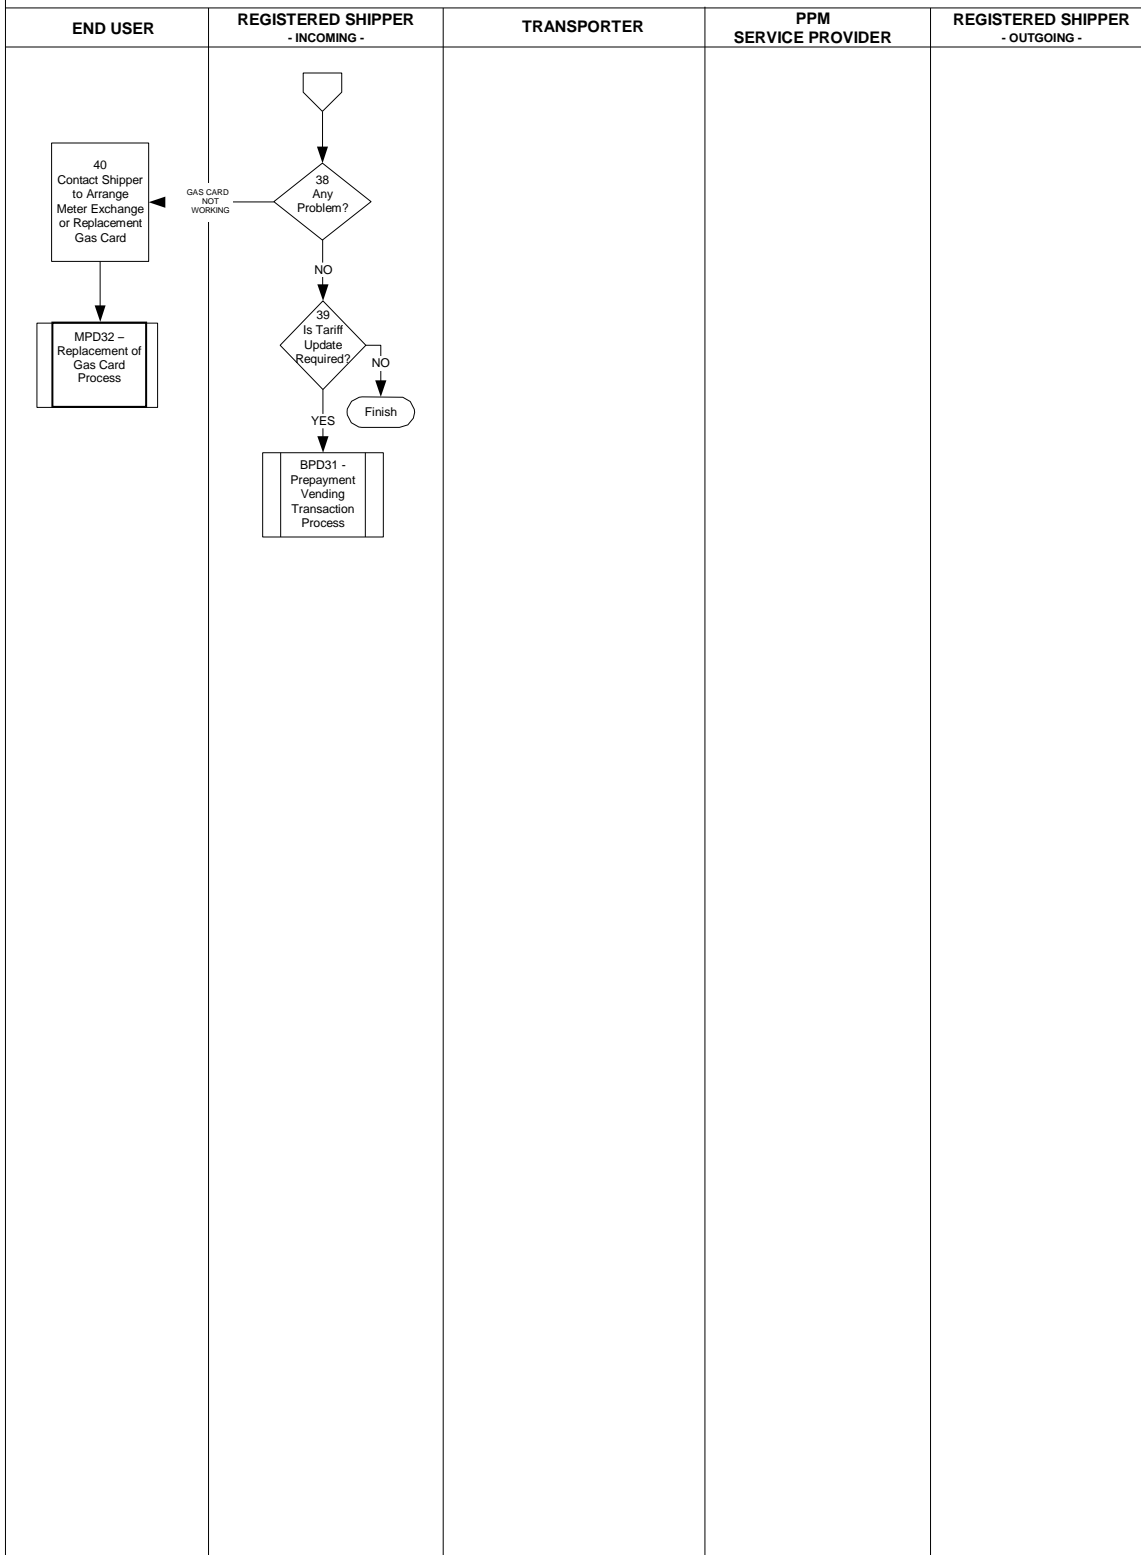 END USER
REGISTERED SHIPPER
- INCOMING -
TRANSPORTER
PPM
SERVICE PROVIDER
REGISTERED SHIPPER
- OUTGOING -
40
Contact Shipper
to Arrange
Meter Exchange
or Replacement
Gas Card
GAS CARD
NOT
WORKING
38
Any
Problem?
NO
MPD32 –
Replacement of
Gas Card
Process
39
Is Tariff
Update
Required?
NO
Finish
YES
BPD31 -
Prepayment
Vending
Transaction
Process